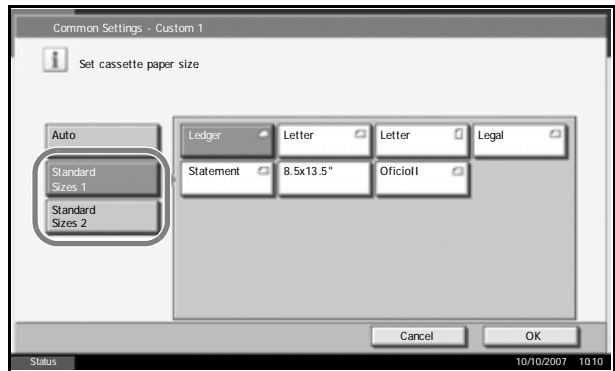 Common Settings - Custom 1
Set cassette paper size
Auto
Standard
Sizes 1
Standard
Sizes 2
Ledger
Letter
Letter
Legal
Statement
8.5x13.5"
OficioII
Cancel
OK
Status
10/10/2007 10:10